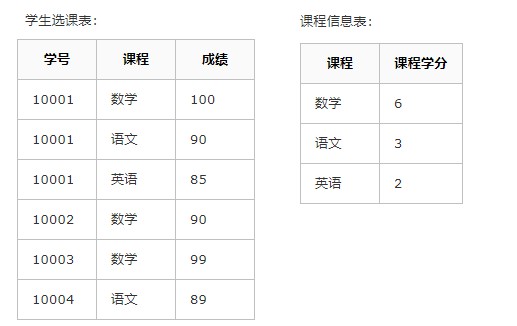 学生选课表：
学号 课程 成绩
10001 数学 100
10001 语文 90
10001 英语 85
10002 数学 90
10003 数学 99
10004 语文 89
课程信息表：
课程 课程学分
数学 6
语文 3
英语 2